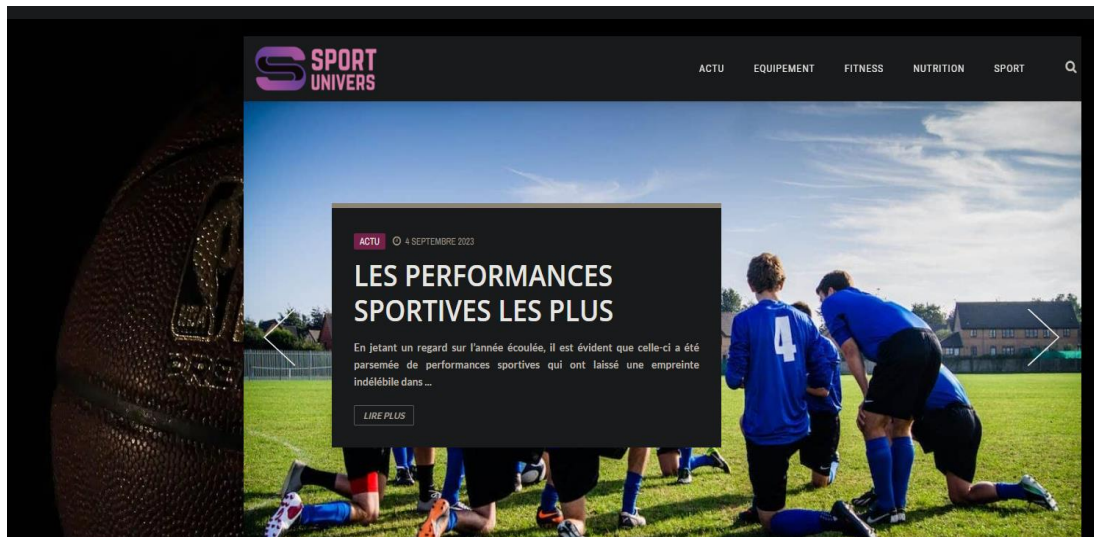 SPORT
UNIVERS
ACTU
EQUIPEMENT
FITNESS
NUTRITION
SPORT
ACTU
4 SEPTEMBRE 2023
LES PERFORMANCES
SPORTIVES LES PLUS
En jetant un regard sur l'année écoulée, il est évident que celle-ci a été
parsemée de performances sportives qui ont laissé une empreinte
indélébile dans ...
LIRE PLUS
4